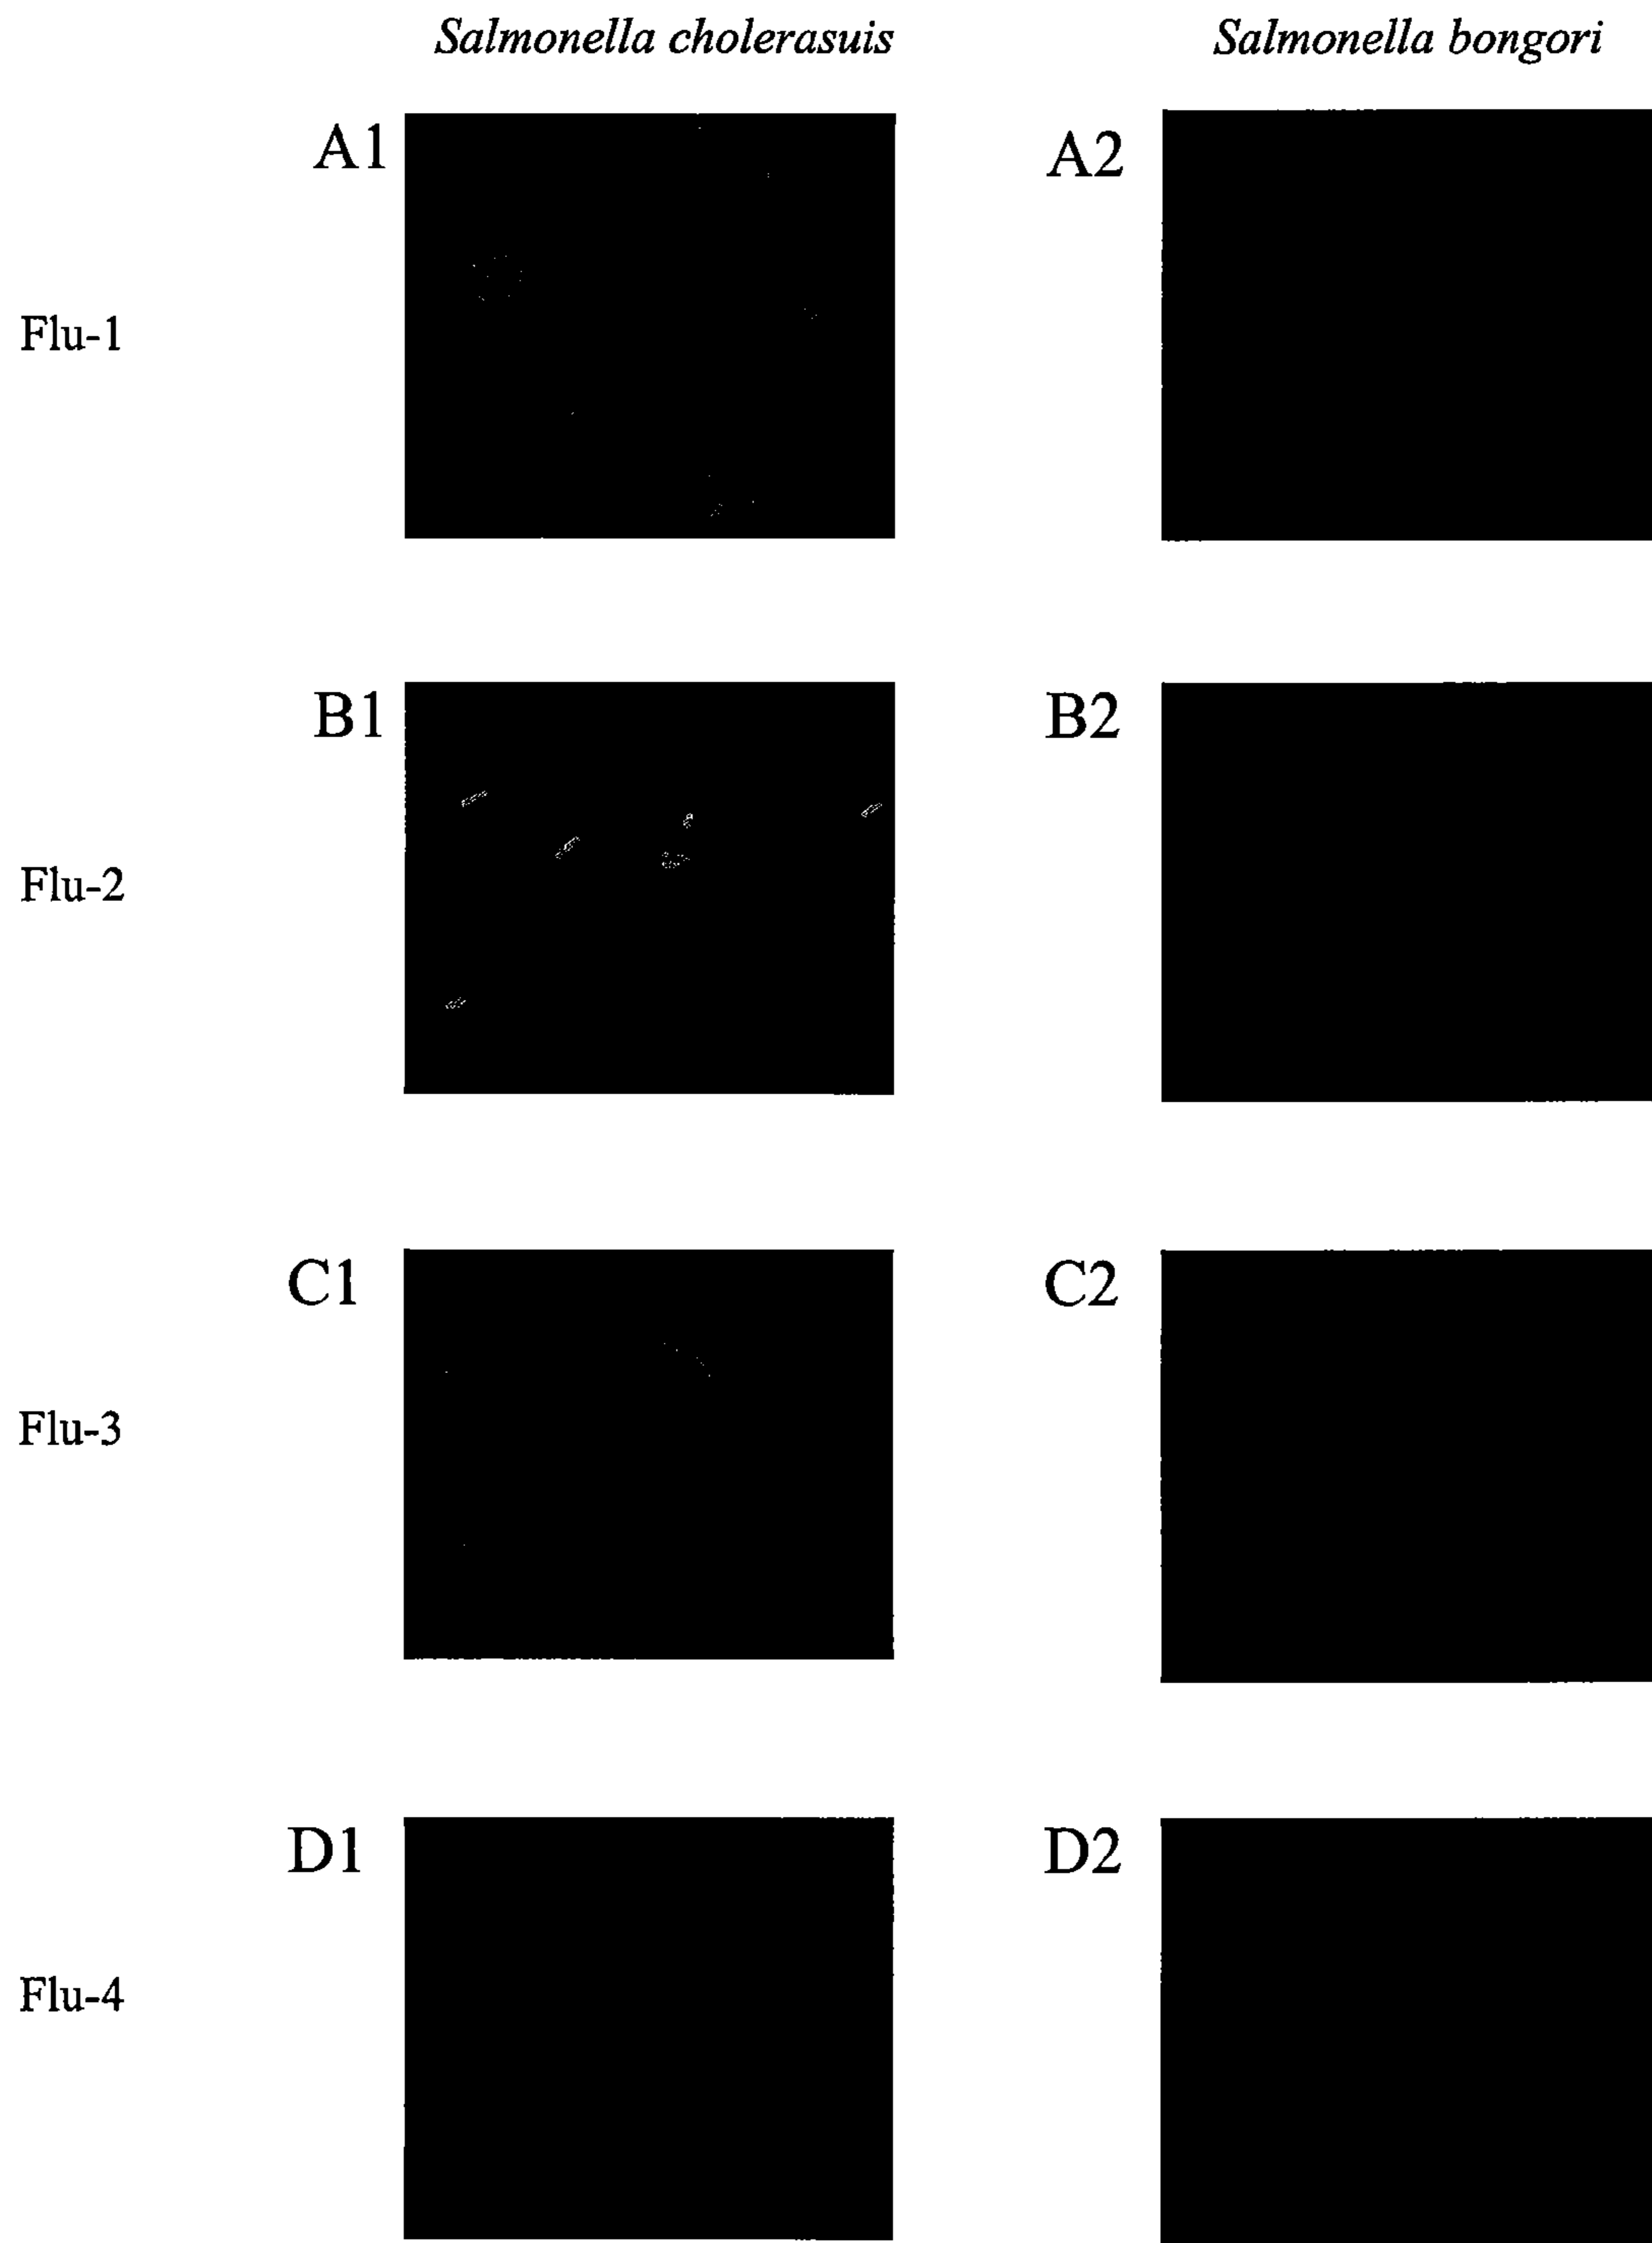 Salmonella cholerasuis Salmonella bongori
A1 A2
Flu-1
B1 B2
Flu-2
C1 C2
Flu-3
D1 D2
Flu-4